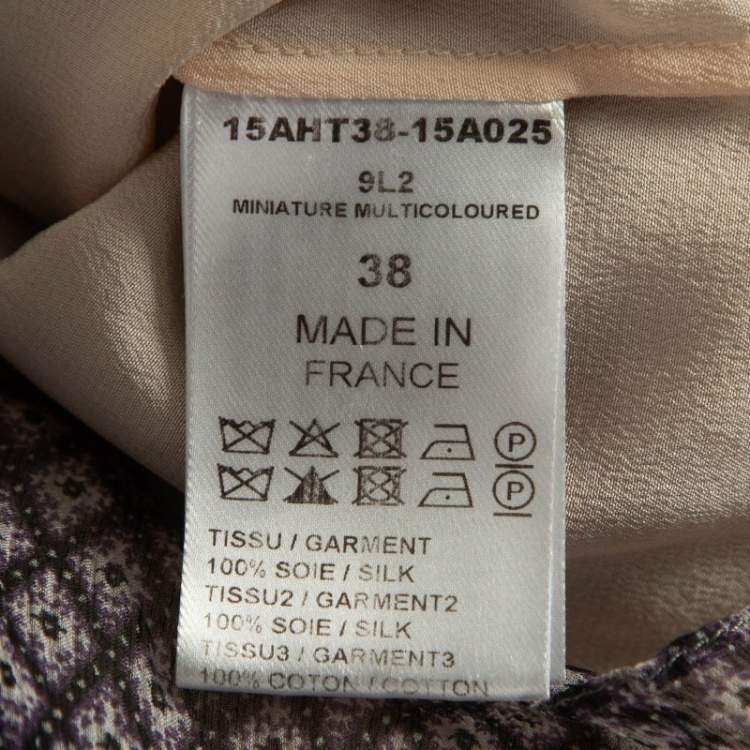 15AHT38-15A025
9L2
MINIATURE MULTICOLOURED
38
MADE IN
FRANCE
P
P
TISSU / GARMENT
100% SOIE / SILK
TISSU2 / GARMENT2
100% SOIE / SILK
TISSU3 / GARMENT3
100% COTON / COTTON